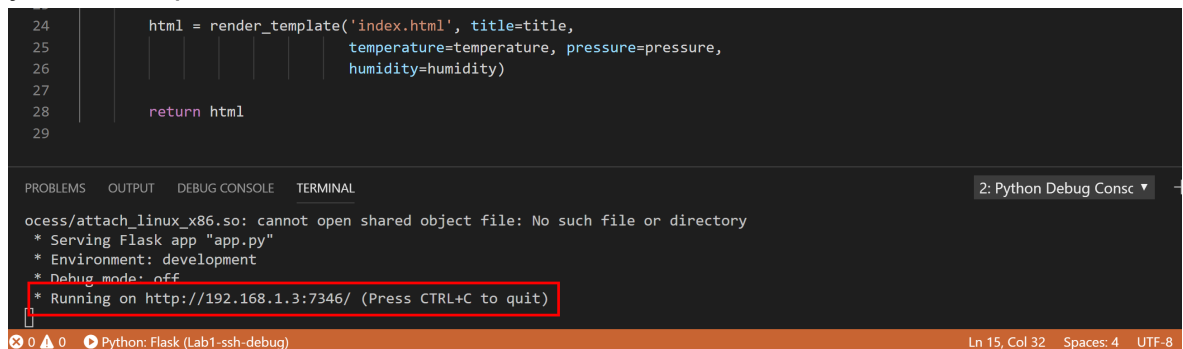 24 html = render_template('index.html', title=title,
25 temperature=temperature, pressure=pressure,
26 humidity=humidity)
27
28 return html
29
PROBLEMS OUTPUT DEBUG CONSOLE TERMINAL 2: Python Debug Consc
ocess/attach_linux_x86.so: cannot open shared object file: No such file or directory
* Serving Flask app "app.py"
* Environment: development
* Debug mode: off
* Running on http://192.168.1.3:7346/ (Press CTRL+C to quit)
0 0 Python: Flask (Lab1-ssh-debug) Ln 15, Col 32 Spaces: 4 UTF-8